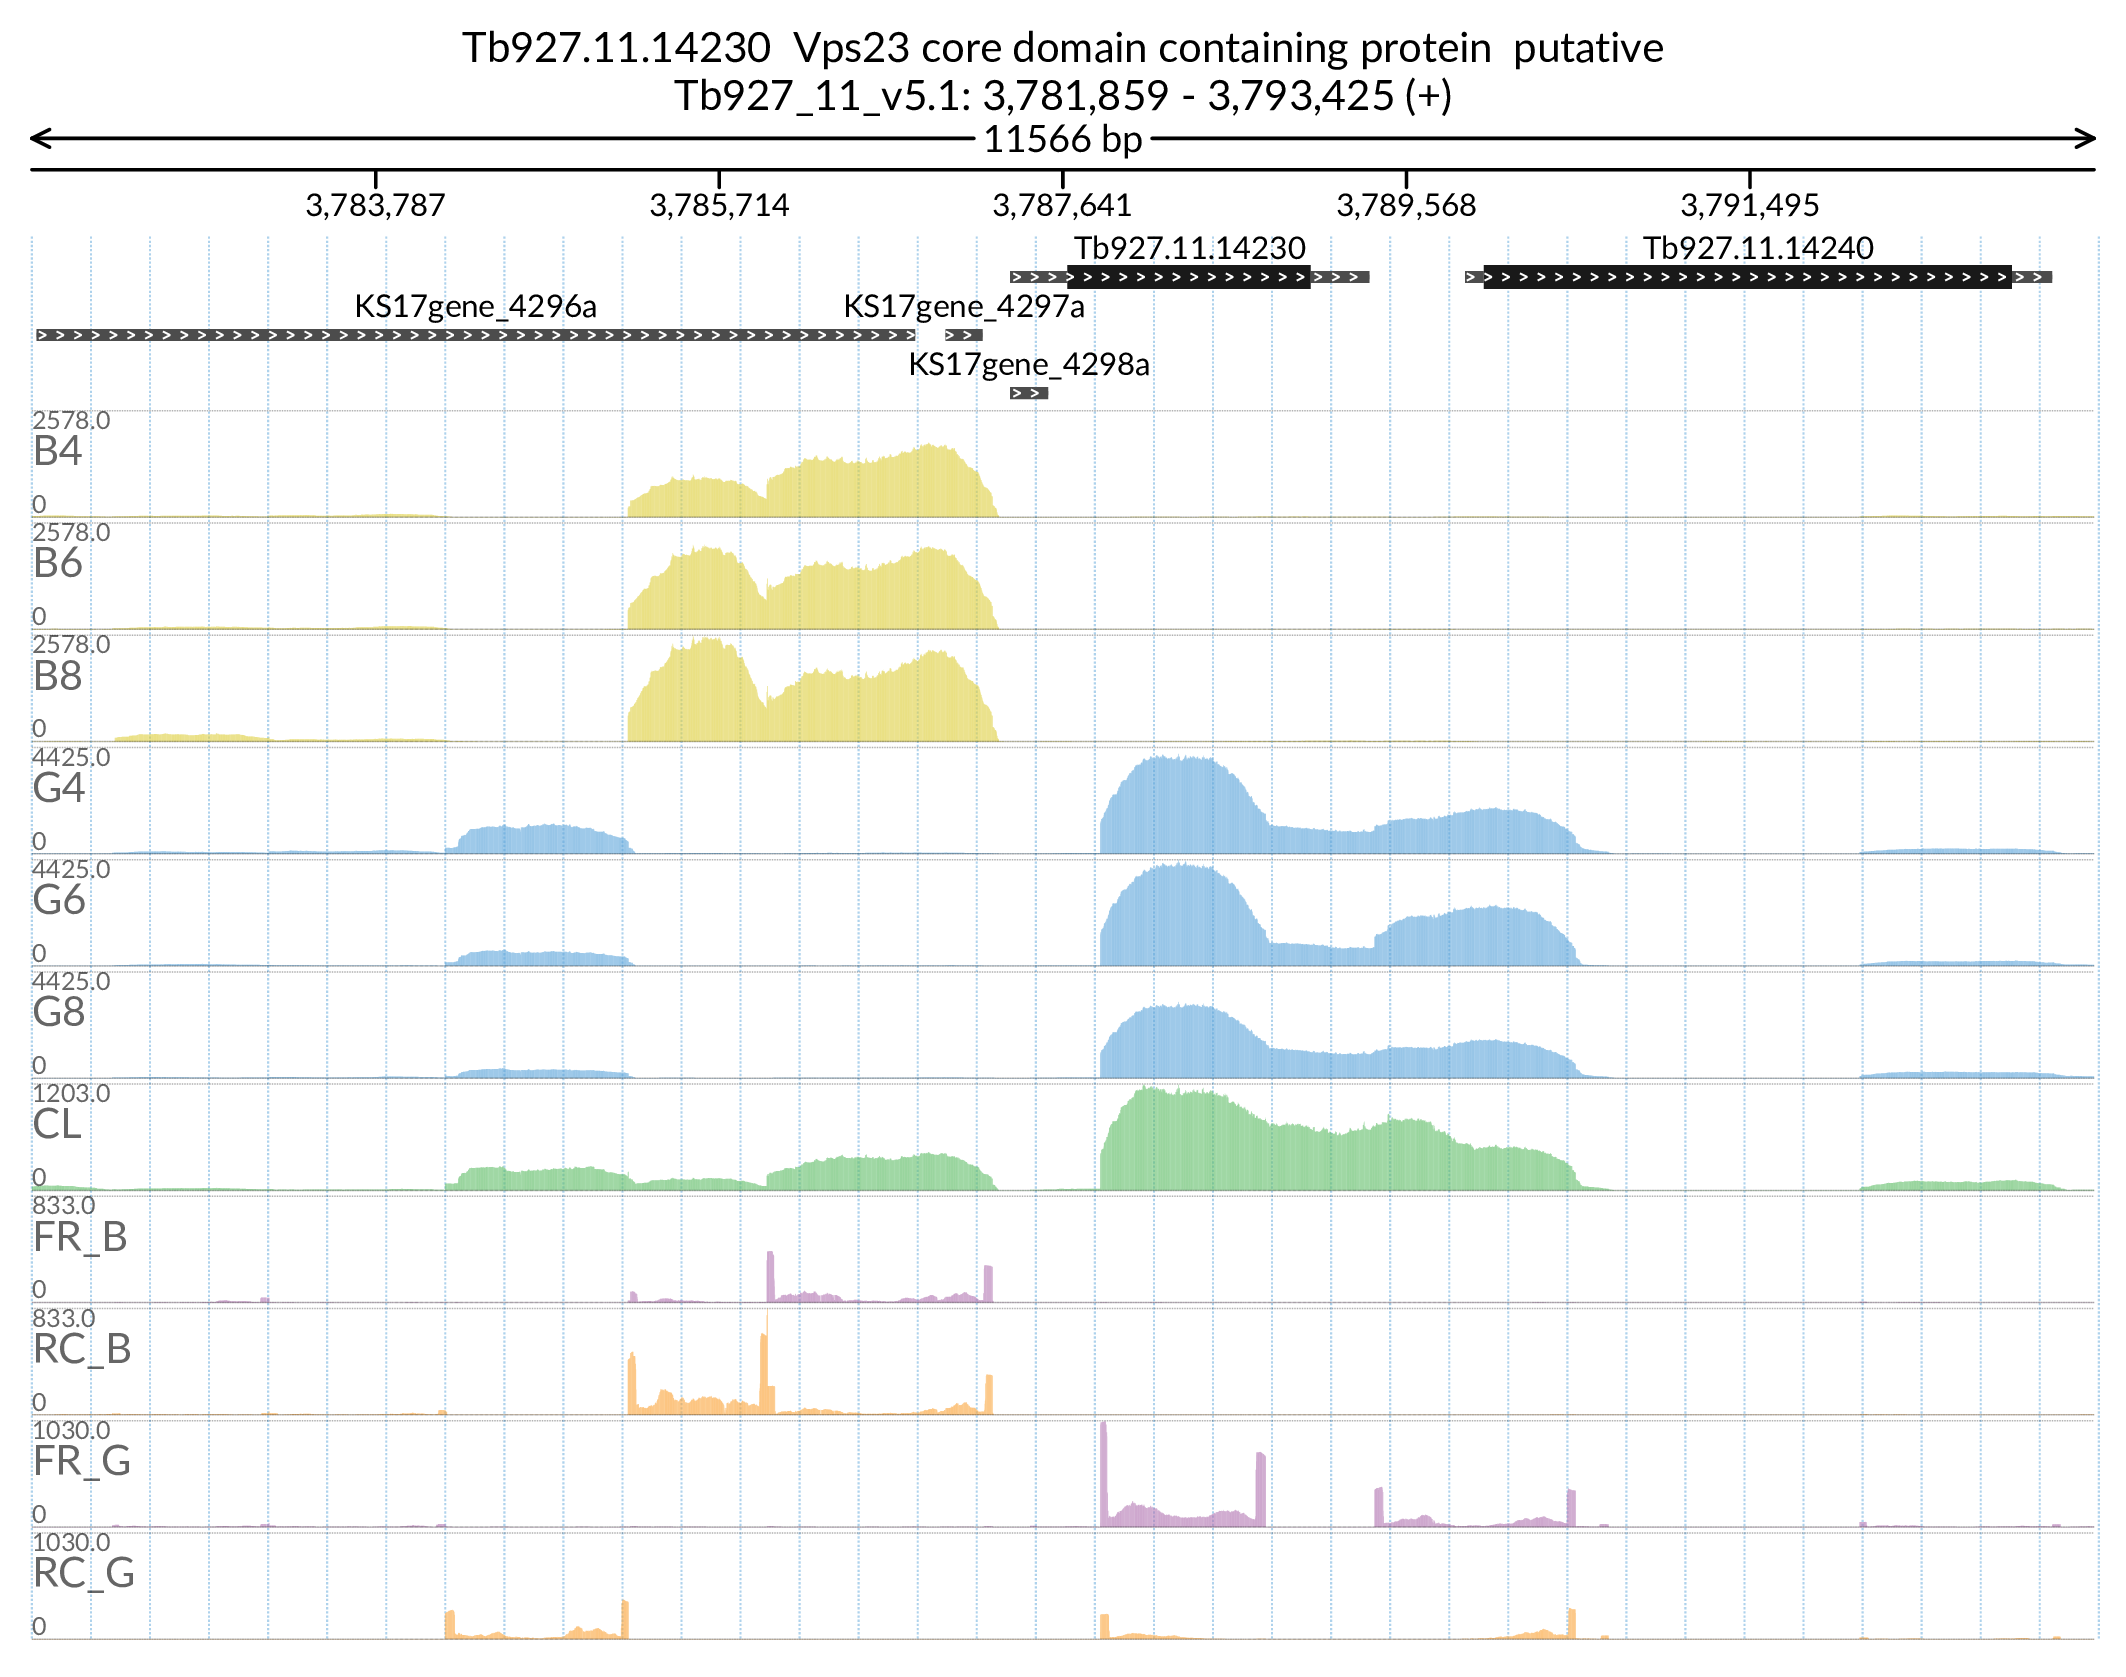 Tb927.11.14230  Vps23 core domain containing protein  putative
Tb927_11_v5.1: 3,781,859 - 3,793,425 (+)
11566 bp
3,783,787 3,785,714 3,787,641 3,789,568 3,791,495
Tb927.11.14230 Tb927.11.14240
KS17gene_4296a KS17gene_4297a
KS17gene_4298a
2578.0
B4
0
2578.0
B6
0
2578.0
B8
0
4425.0
G4
0
4425.0
G6
0
4425.0
G8
0
1203.0
CL
0
833.0
FR_B
0
833.0
RC_B
0
1030.0
FR_G
0
1030.0
RC_G
0